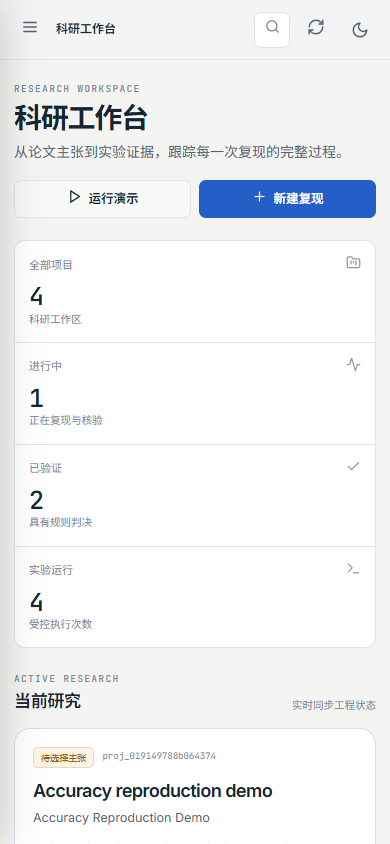 科研工作台
RESEARCH WORKSPACE
科研工作台
从论文主张到实验证据，跟踪每一次复现的完整过程。
运行演示
新建复现
全部项目
4
科研工作区
进行中
1
正在复现与核验
已验证
2
具有规则判决
实验运行
4
受控执行次数
ACTIVE RESEARCH
当前研究
实时同步工程状态
待选择主张 proj_019149788b064374
Accuracy reproduction demo
Accuracy Reproduction Demo